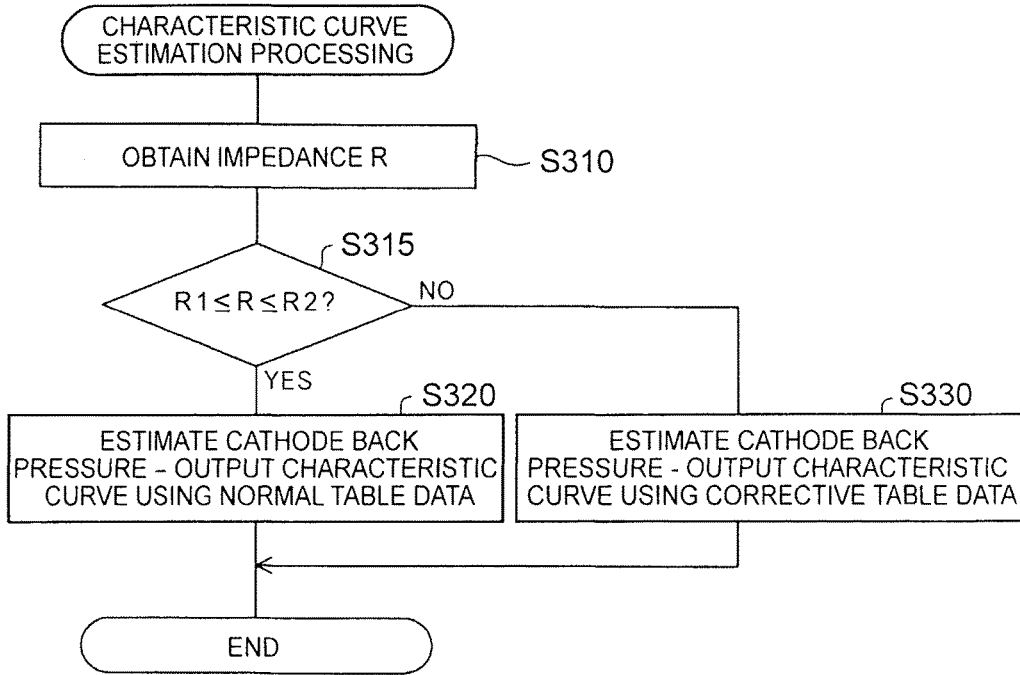 CHARACTERISTIC CURVE
ESTIMATION PROCESSING
OBTAIN IMPEDANCE R
S310
S315
R1≤R≤R2?
NO
YES
S320
ESTIMATE CATHODE BACK
PRESSURE – OUTPUT CHARACTERISTIC
CURVE USING NORMAL TABLE DATA
S330
ESTIMATE CATHODE BACK
PRESSURE - OUTPUT CHARACTERISTIC
CURVE USING CORRECTIVE TABLE DATA
END